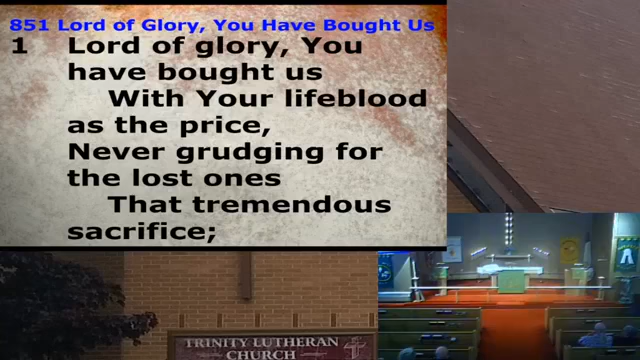 851 Lord of Glory, You Have Bought Us
1 Lord of glory, You
have bought us
With Your lifeblood
as the price,
Never grudging for
the lost ones
That tremendous
sacrifice;
TRINITY LUTHERAN
CHURCH